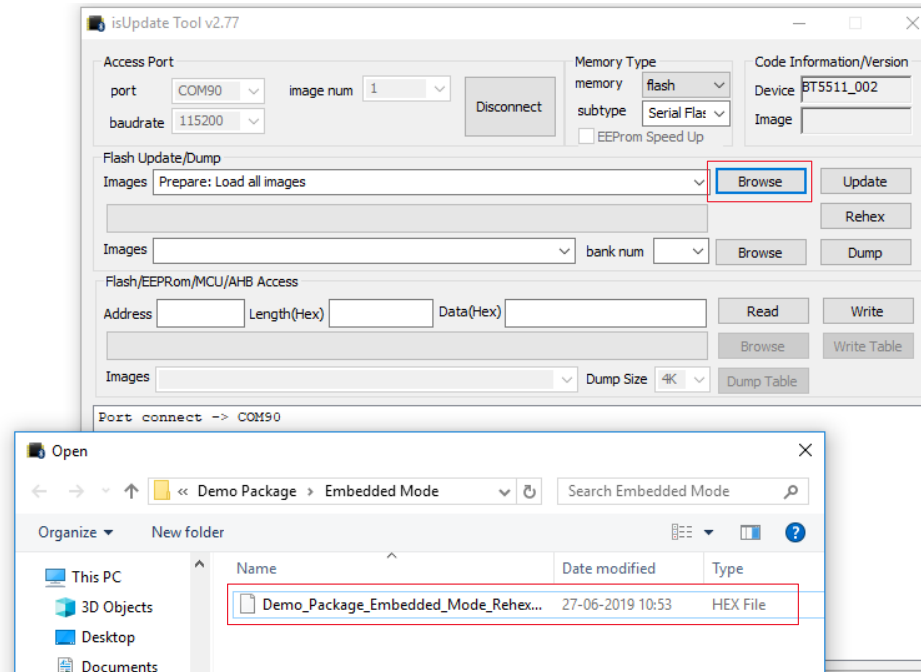 isUpdate Tool v2.77
Access Port
Memory Type
Code Information/Version
port COM90
image num 1
Disconnect
memory flash
Device BT5511_002
baudrate 115200
subtype Serial Flas
Image
EEProm Speed Up
Flash Update/Dump
Images Prepare: Load all images
Browse
Update
Rehex
Images
bank num
Browse
Dump
Flash/EEPRom/MCU/AHB Access
Address
Length(Hex)
Data(Hex)
Read
Write
Browse
Write Table
Images
Dump Size 4K
Dump Table
Port connect -> COM90
Open
« Demo Package > Embedded Mode
Search Embedded Mode
Organize
New folder
?
This PC
3D Objects
Desktop
Documents
Name
Date modified
Type
Demo_Package_Embedded_Mode_Rehex... 27-06-2019 10:53 HEX File